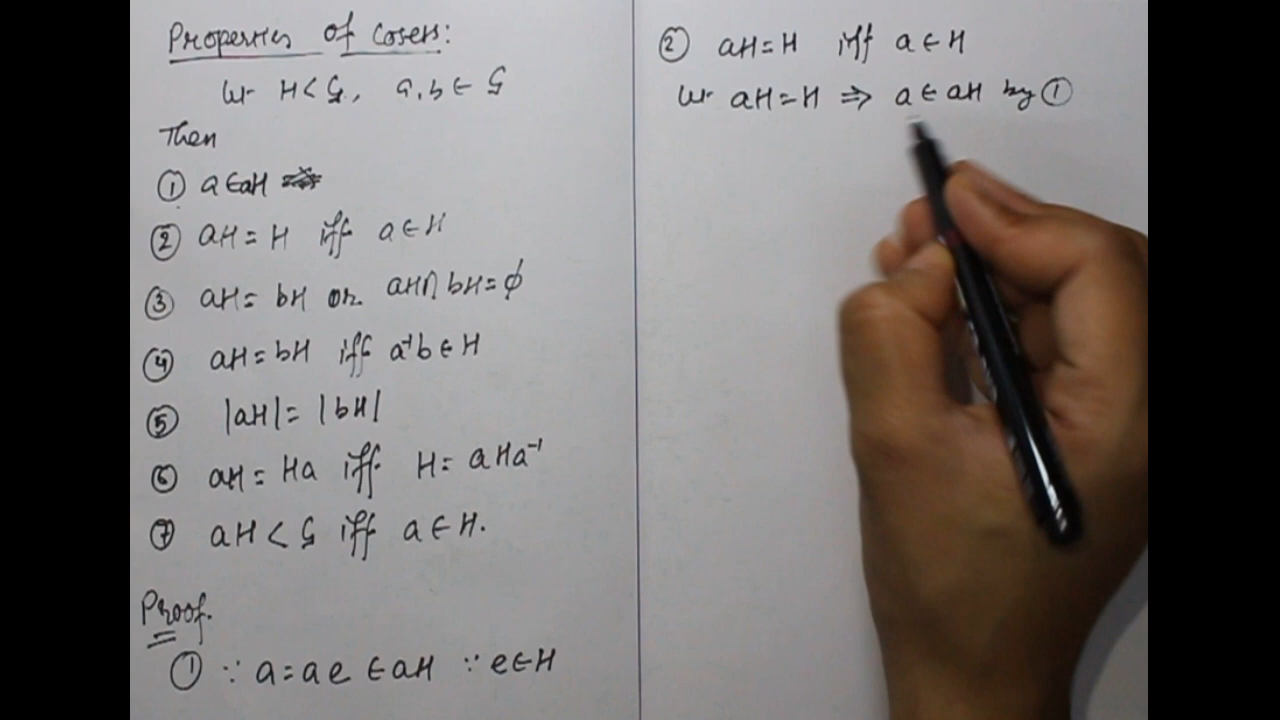 Properties of Cosets:
Let H < G, a, b ∈ G
Then
① a ∈ aH
② aH = H iff a ∈ H
③ aH = bH or aH ∩ bH = ϕ
④ aH = bH iff a⁻¹b ∈ H
⑤ |aH| = |bH|
⑥ aH = Ha iff H = aHa⁻¹
⑦ aH < G iff a ∈ H.
Proof.
① ∵ a = ae ∈ aH ∵ e ∈ H
② aH = H iff a ∈ H
Let aH = H ⇒ a ∈ aH by ①